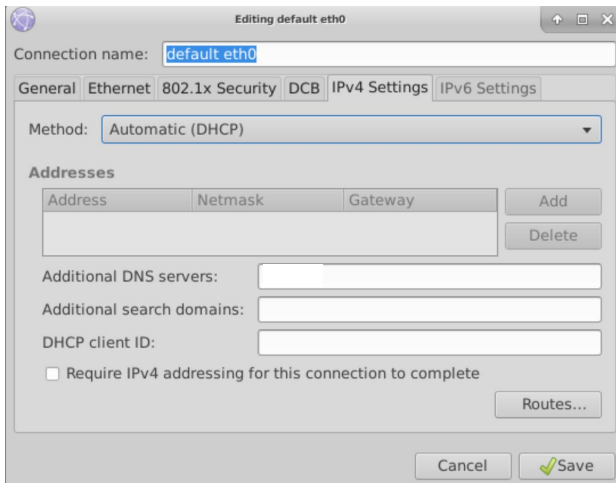 Editing default eth0
Connection name: default eth0
General Ethernet 802.1x Security DCB IPv4 Settings IPv6 Settings
Method: Automatic (DHCP)
Addresses
Address Netmask Gateway Add
Delete
Additional DNS servers:
Additional search domains:
DHCP client ID:
Require IPv4 addressing for this connection to complete
Routes...
Cancel Save